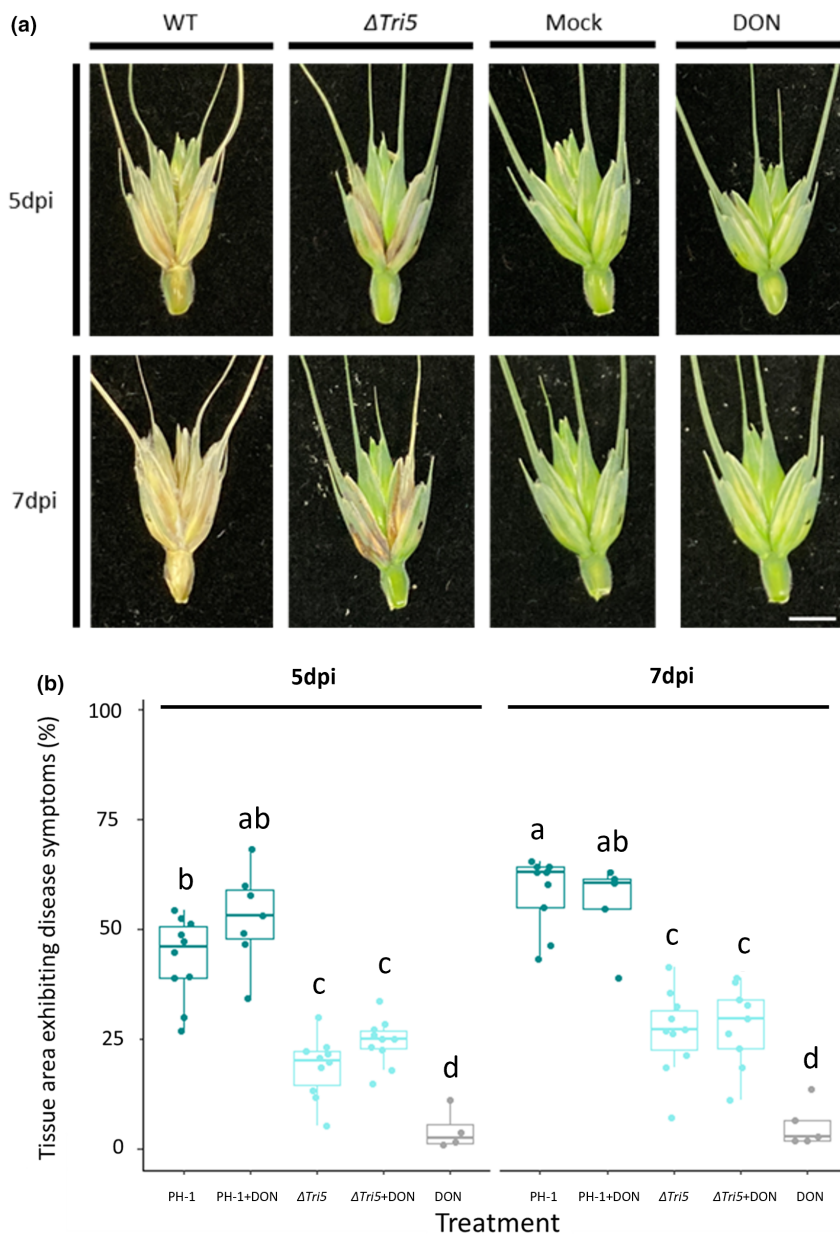 (a)
WT ΔTri5 Mock DON
5dpi
7dpi
(b)
5dpi 7dpi
Tissue area exhibiting disease symptoms (%)
100
75
50
25
0
b ab c c d a ab c c d
PH-1 PH-1+DON ΔTri5 ΔTri5+DON DON PH-1 PH-1+DON ΔTri5 ΔTri5+DON DON
Treatment